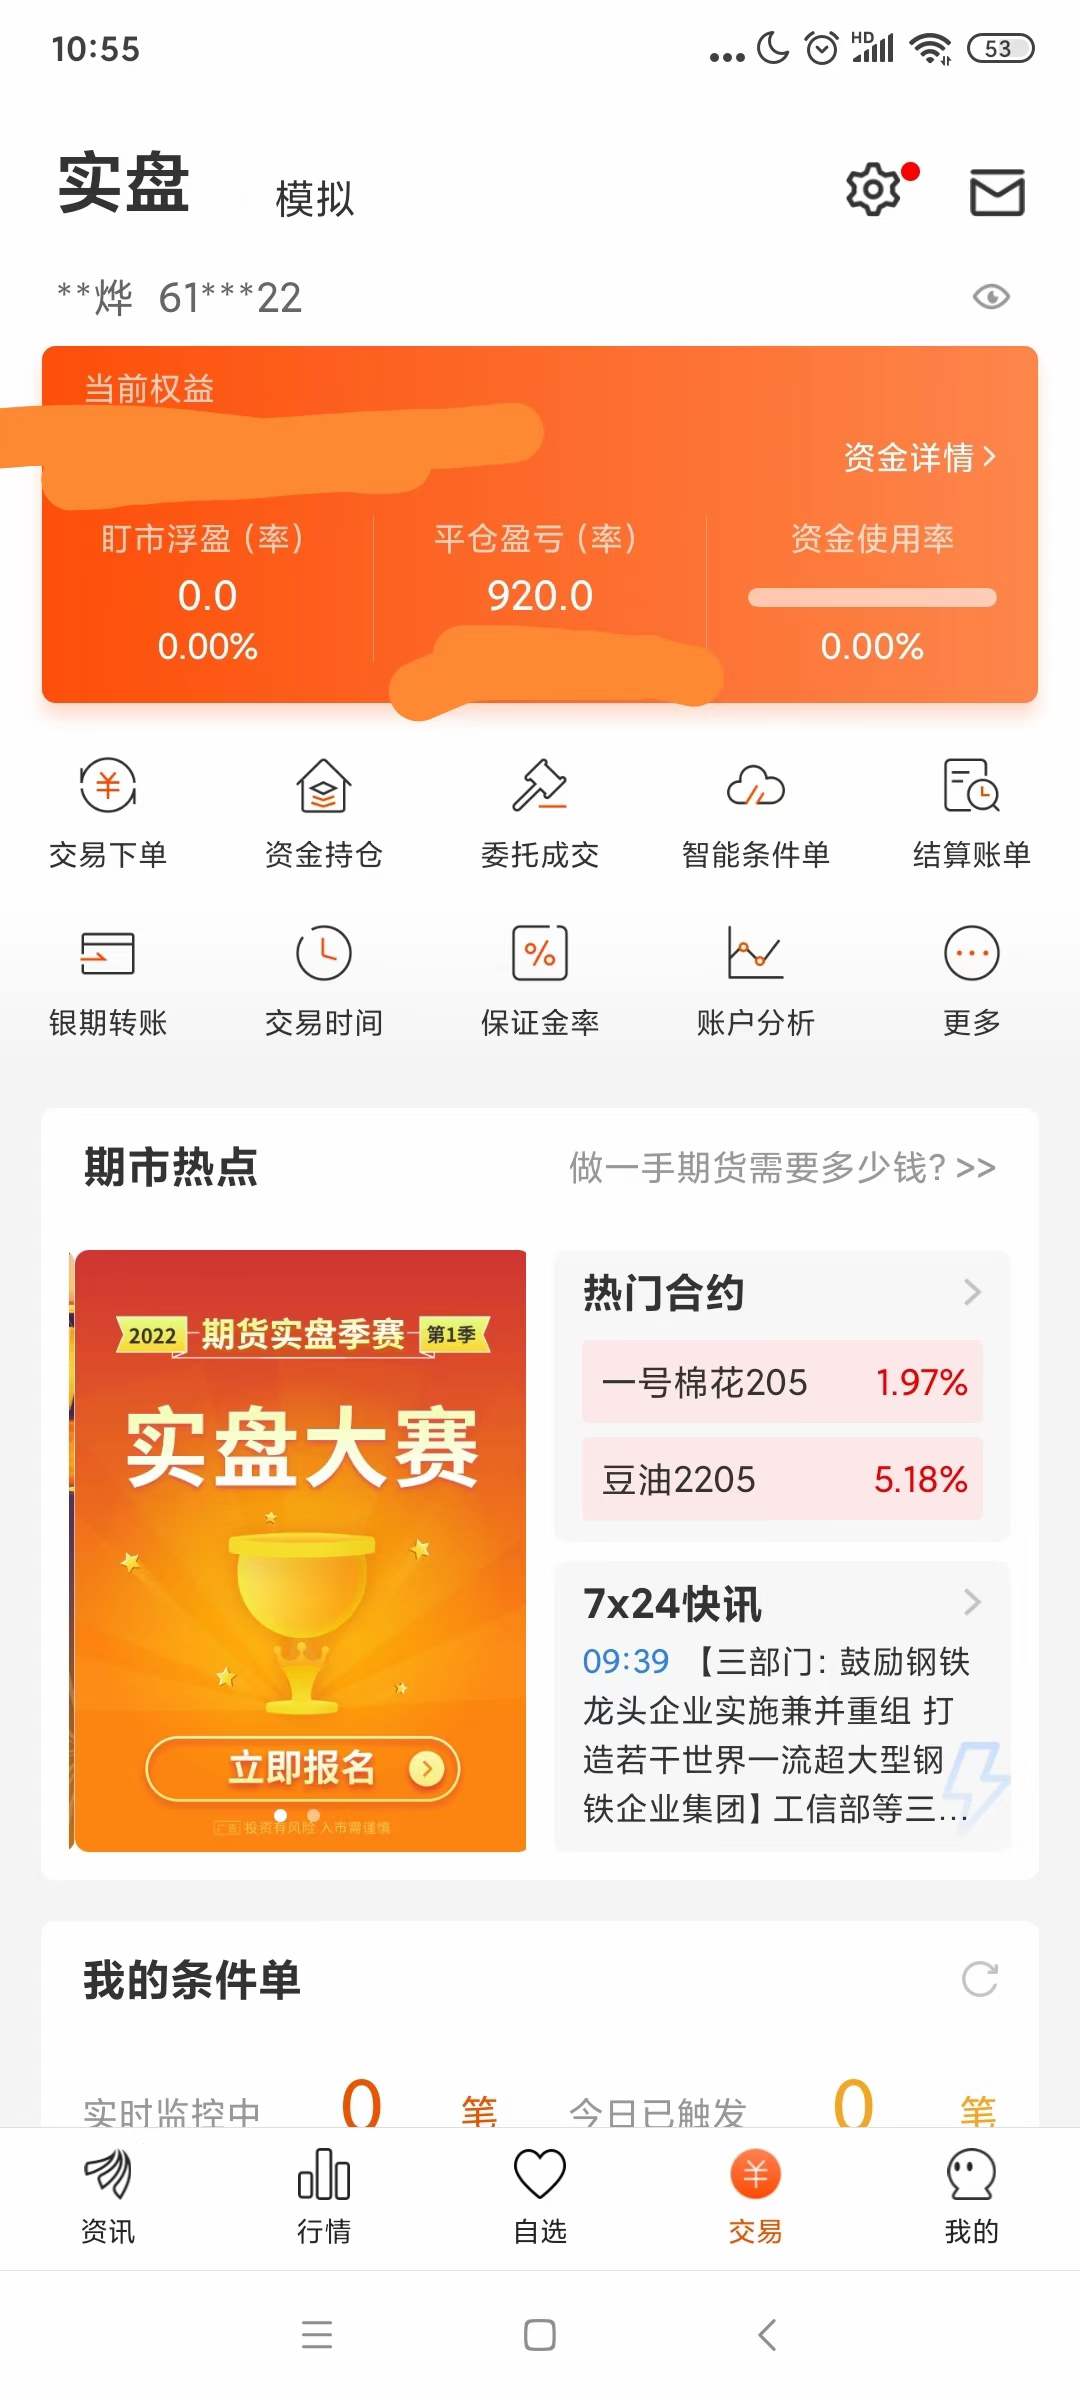 10:55
HD
53
实盘
模拟
**烨 61***22
当前权益
资金详情
盯市浮盈（率）
平仓盈亏（率）
资金使用率
0.0
920.0
0.00%
0.00%
交易下单
资金持仓
委托成交
智能条件单
结算账单
银期转账
交易时间
保证金率
账户分析
更多
期市热点
做一手期货需要多少钱? >>
2022 期货实盘季赛 第1季
实盘大赛
立即报名
广告 投资有风险 入市需谨慎
热门合约
一号棉花205 1.97%
豆油2205 5.18%
7x24快讯
09:39 【三部门：鼓励钢铁
龙头企业实施兼并重组 打
造若干世界一流超大型钢
铁企业集团】工信部等三...
我的条件单
实时监控中 0 笔 今日已触发 0 笔
资讯
行情
自选
交易
我的